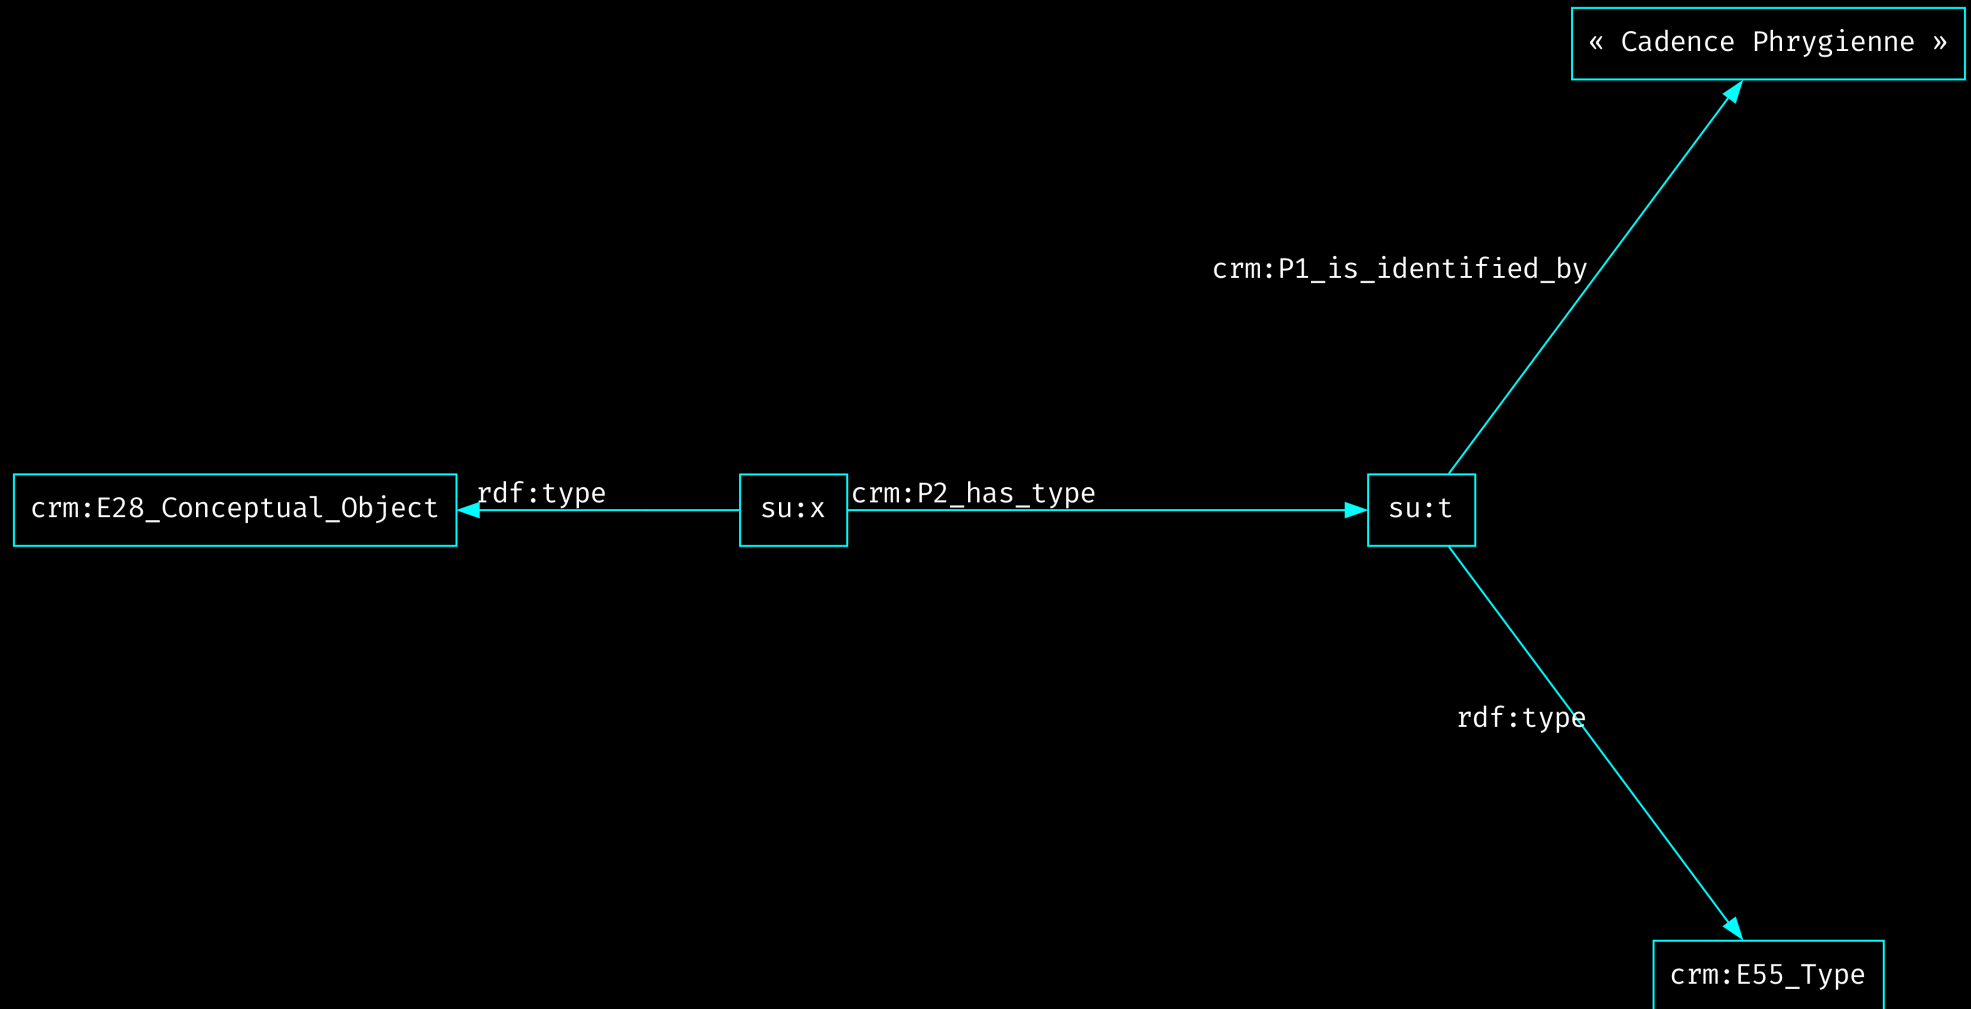 « Cadence Phrygienne »
crm:P1_is_identified_by
crm:E28_Conceptual_Object
rdf:type
su:x
crm:P2_has_type
su:t
rdf:type
crm:E55_Type